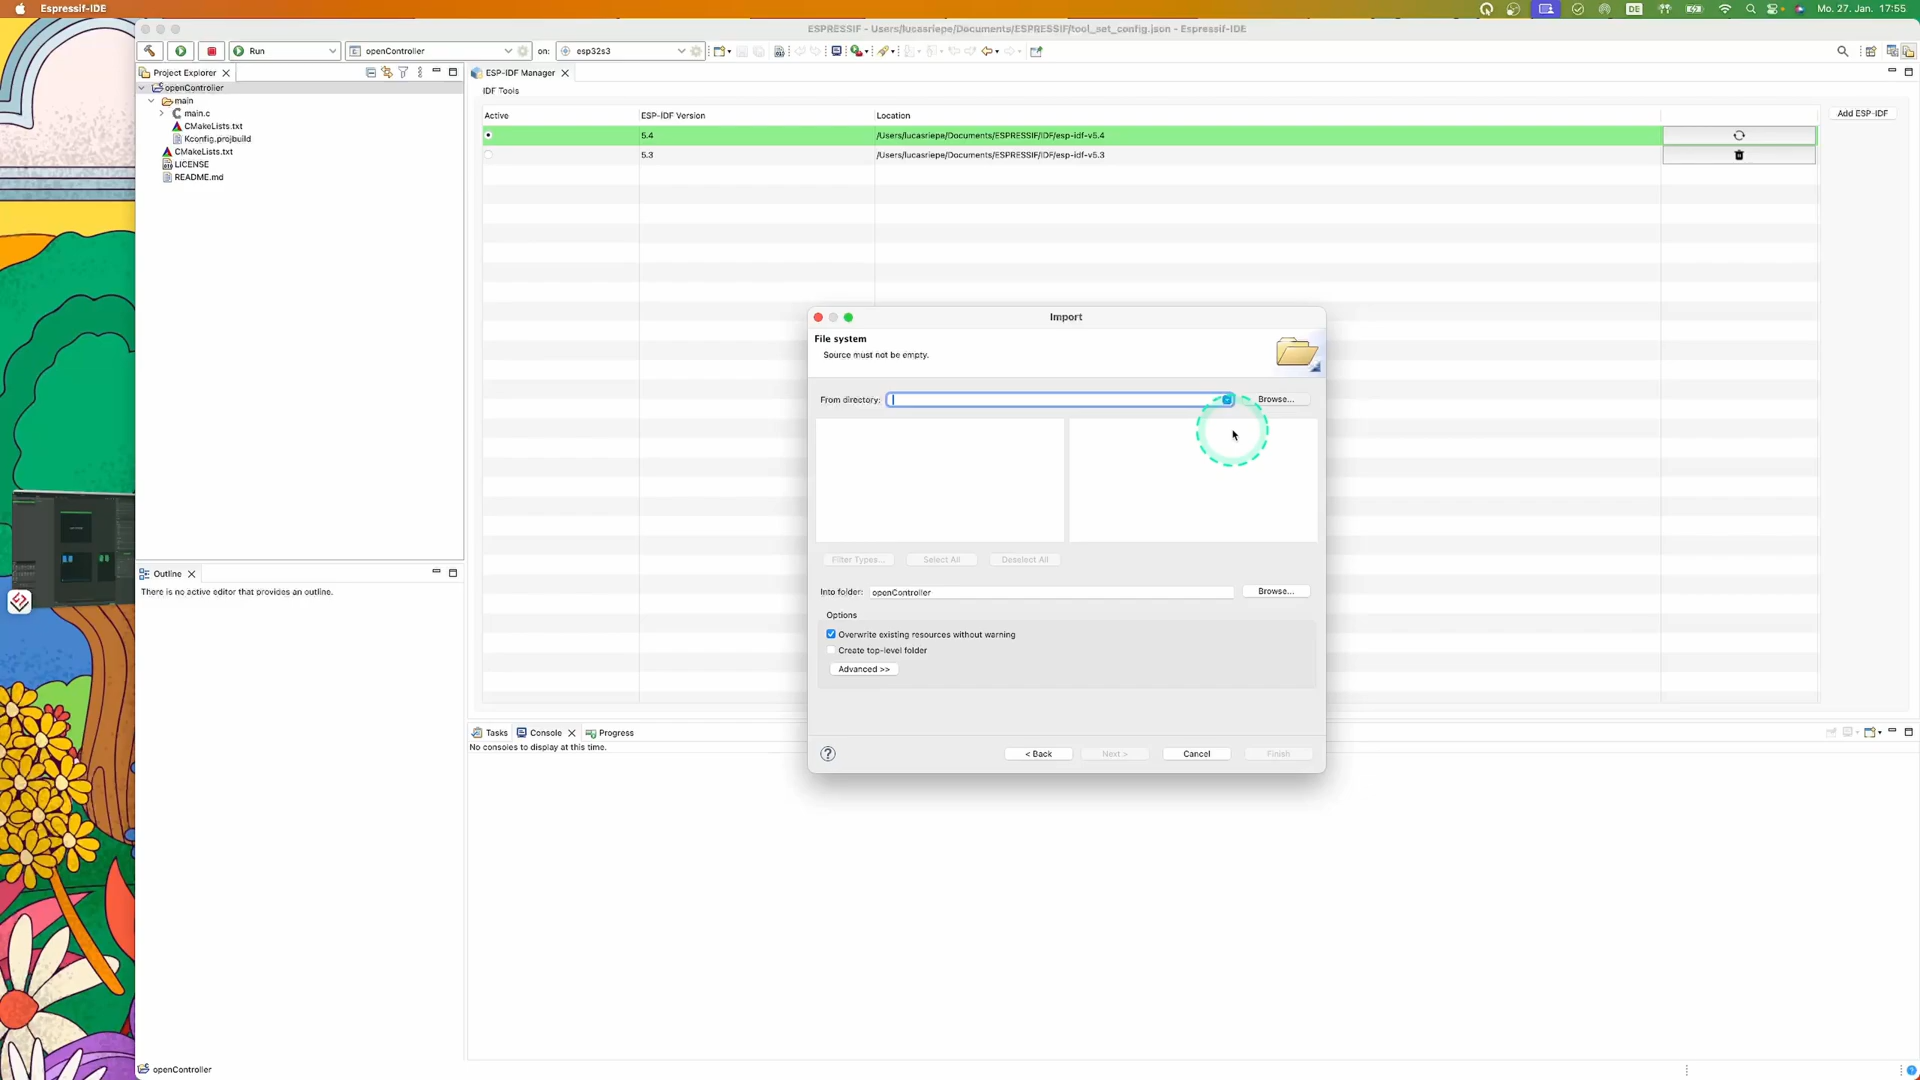 Espressif-IDE
DE
Mo. 27. Jan. 17:55
ESPRESSIF - Users/lucasriepe/Documents/ESPRESSIF/tool_set_config.json - Espressif-IDE
Run
openController
on:
esp32s3
Project Explorer
openController
main
main.c
CMakeLists.txt
Kconfig.projbuild
CMakeLists.txt
LICENSE
README.md
ESP-IDF Manager
IDF Tools
Active
ESP-IDF Version
Location
Add ESP-IDF
5.4
/Users/lucasriepe/Documents/ESPRESSIF/IDF/esp-idf-v5.4
5.3
/Users/lucasriepe/Documents/ESPRESSIF/IDF/esp-idf-v5.3
Import
File system
Source must not be empty.
From directory:
Browse...
Filter Types...
Select All
Deselect All
Into folder:
openController
Browse...
Options
Overwrite existing resources without warning
Create top-level folder
Advanced >>
< Back
Next >
Cancel
Finish
Outline
There is no active editor that provides an outline.
Tasks
Console
Progress
No consoles to display at this time.
openController